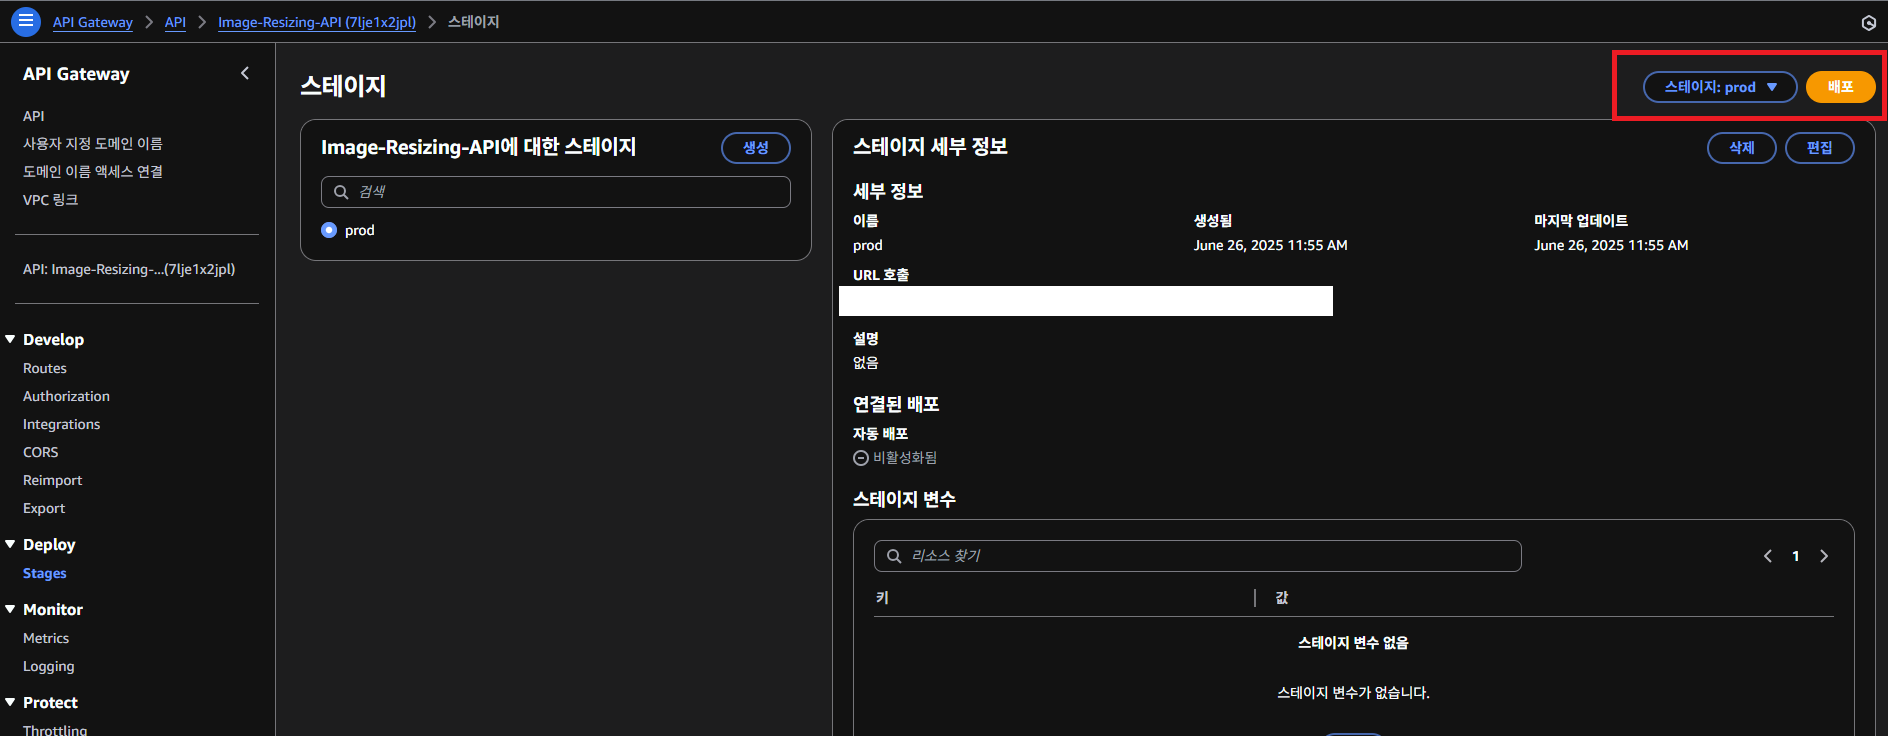 API Gateway > API > Image-Resizing-API (7lje1x2jpl) > 스테이지
API Gateway
API
사용자 지정 도메인 이름
도메인 이름 액세스 연결
VPC 링크
API: Image-Resizing-...(7lje1x2jpl)
Develop
Routes
Authorization
Integrations
CORS
Reimport
Export
Deploy
Stages
Monitor
Metrics
Logging
Protect
Throttling
스테이지
스테이지: prod 배포
Image-Resizing-API에 대한 스테이지 생성
검색
prod
스테이지 세부 정보 삭제 편집
세부 정보
이름 생성됨 마지막 업데이트
prod June 26, 2025 11:55 AM June 26, 2025 11:55 AM
URL 호출
설명
없음
연결된 배포
자동 배포
비활성화됨
스테이지 변수
리소스 찾기 1
키 값
스테이지 변수 없음
스테이지 변수가 없습니다.